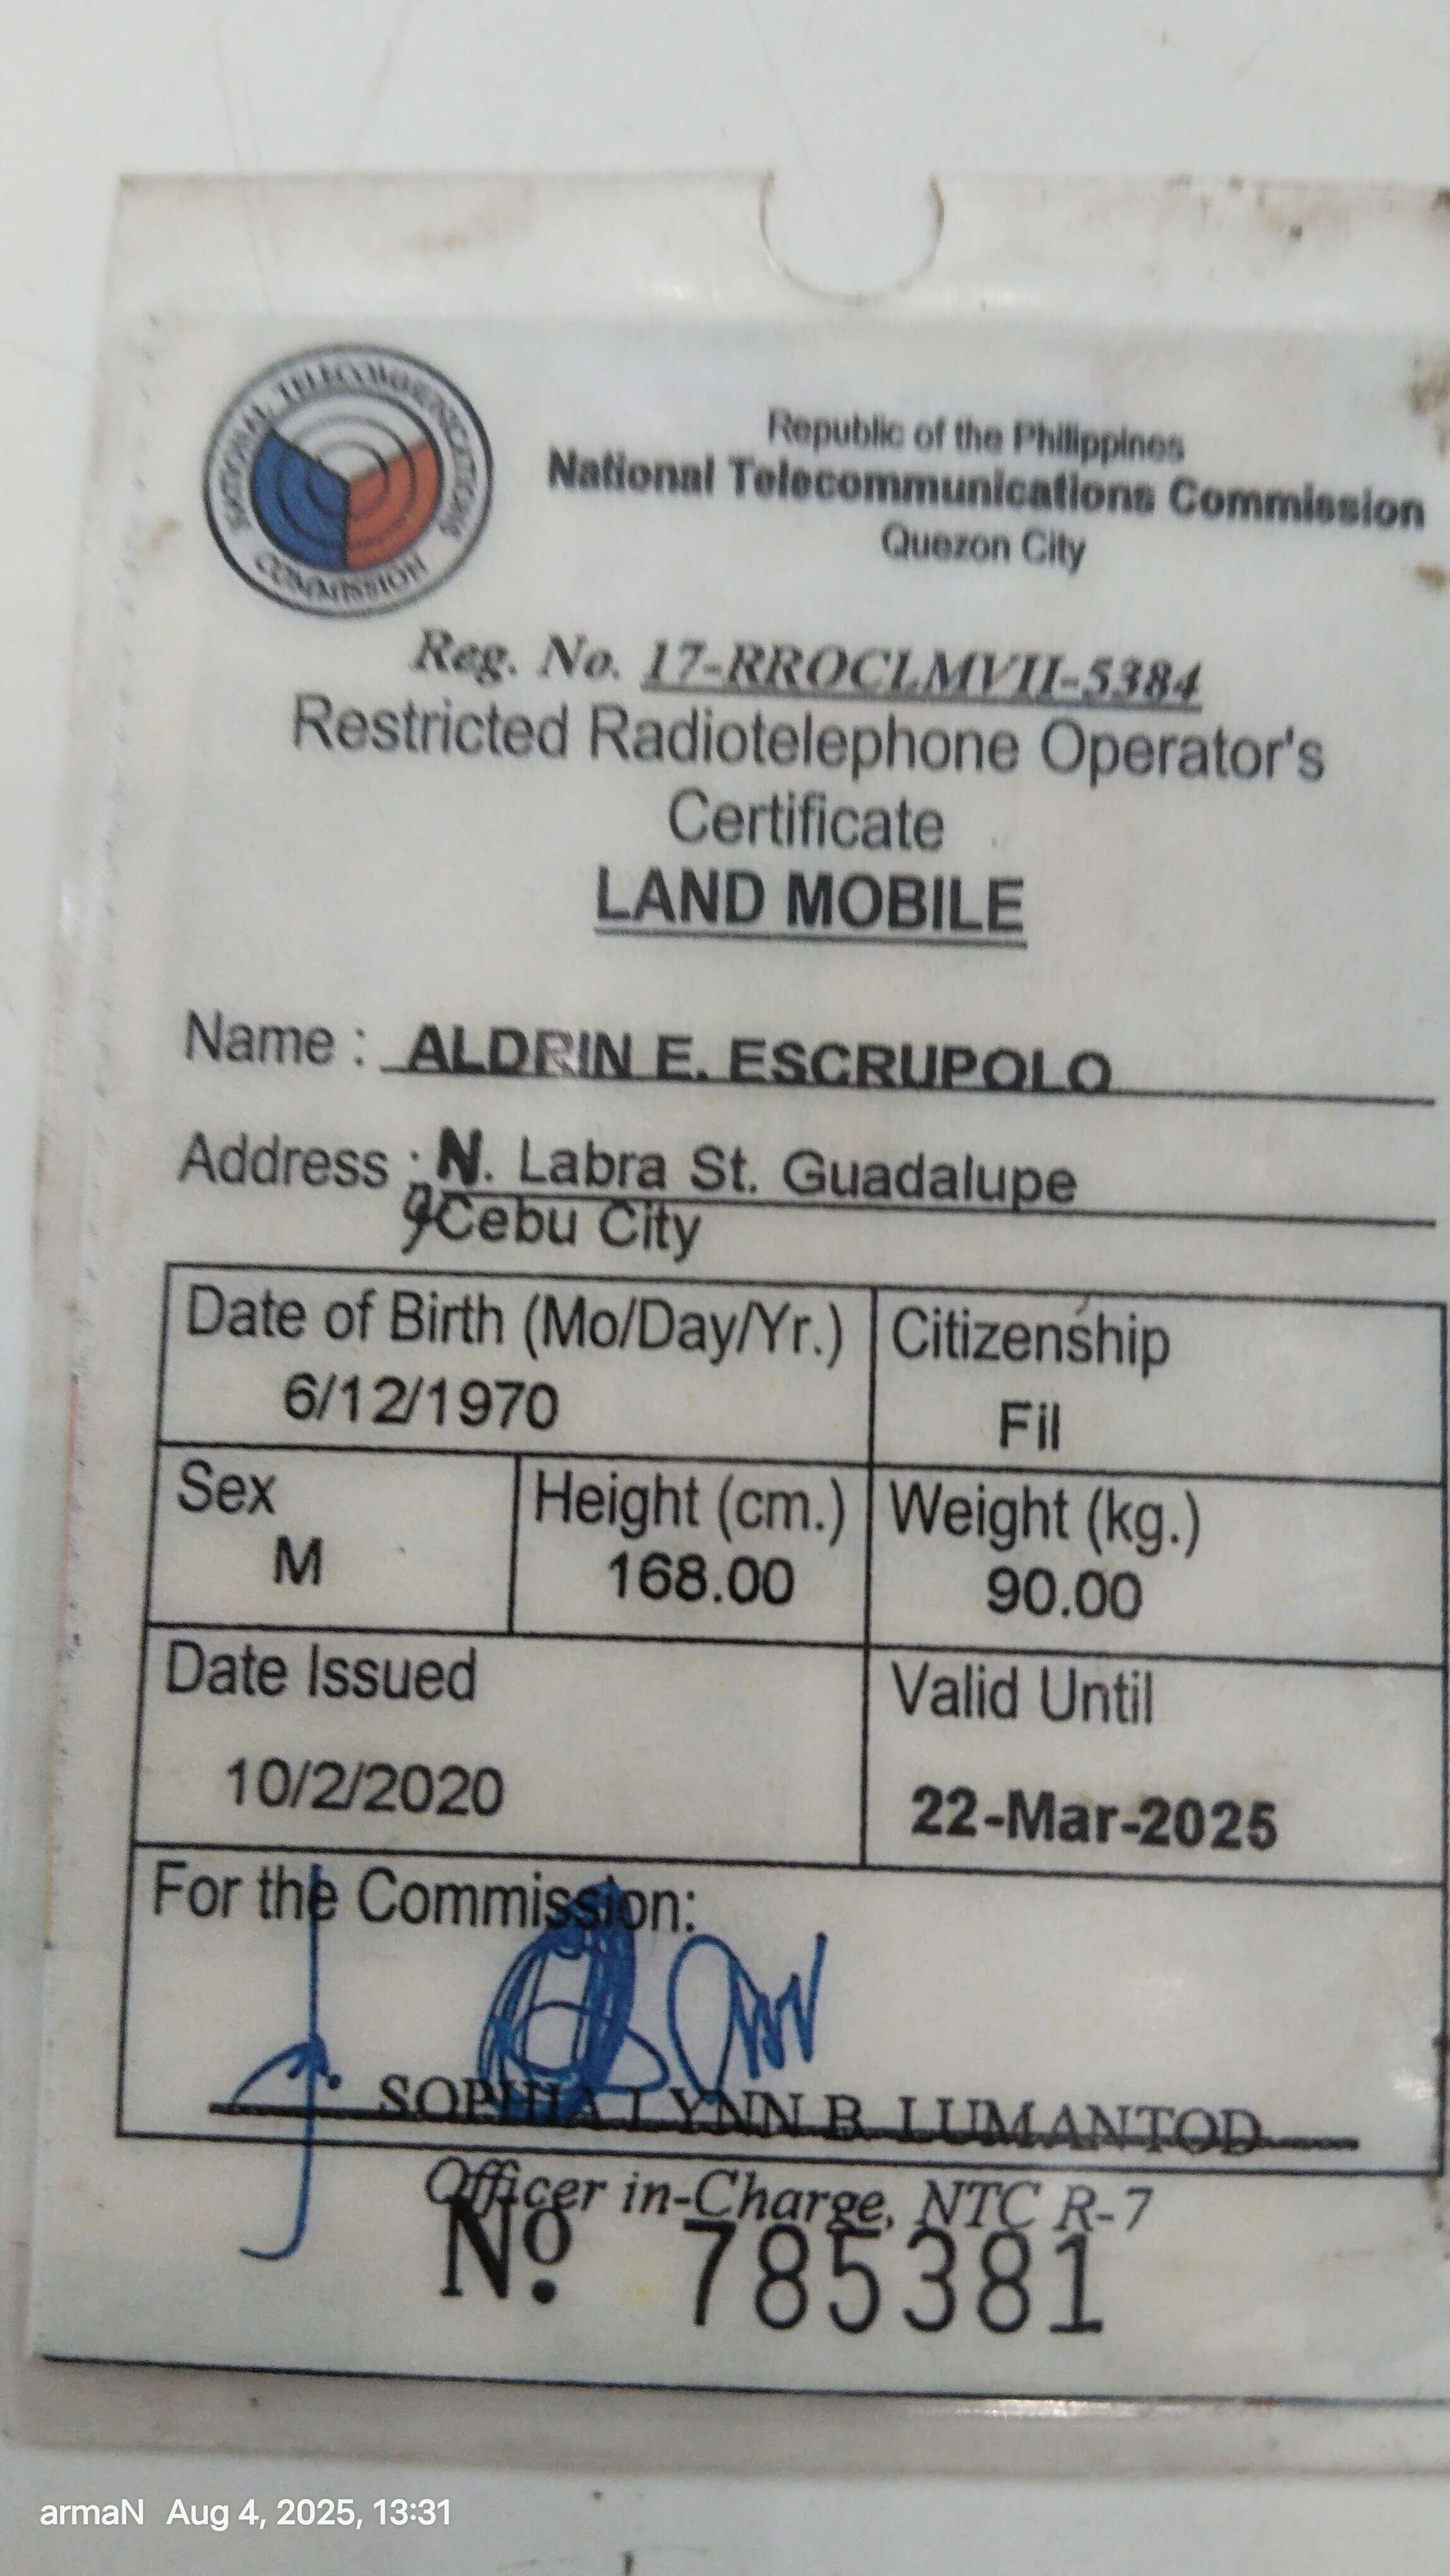 NATIONAL TELECOMMUNICATIONS COMMISSION
Republic of the Philippines
National Telecommunications Commission
Quezon City
Reg. No. 17-RROCLMVII-5384
Restricted Radiotelephone Operator's
Certificate
LAND MOBILE
Name : ALDRIN E. ESCRUPOLO
Address : N. Labra St. Guadalupe
Cebu City
Date of Birth (Mo/Day/Yr.) Citizenship
6/12/1970 Fil
Sex Height (cm.) Weight (kg.)
M 168.00 90.00
Date Issued Valid Until
10/2/2020 22-Mar-2025
For the Commission:
SOPHIA LYNN B. LUMANTOD
Officer in-Charge, NTC R-7
No. 785381
armaN Aug 4, 2025, 13:31